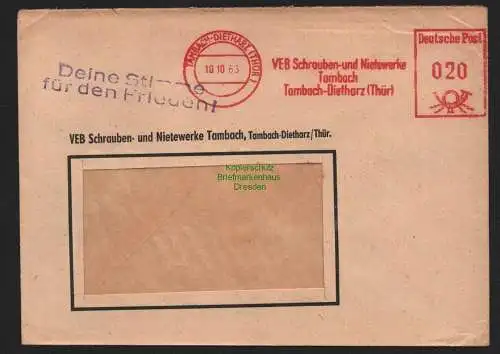 Deine Stimme
für den Frieden!
TAMBACH-DIETHARZ (THÜR)
10 10 63
VEB Schrauben-und Nietewerke
Tambach
Tambach-Dietharz (Thür)
Deutsche Post
020
VEB Schrauben- und Nietewerke Tambach, Tambach-Dietharz/Thür.
Kopierschutz
Briefmarkenhaus
Dresden